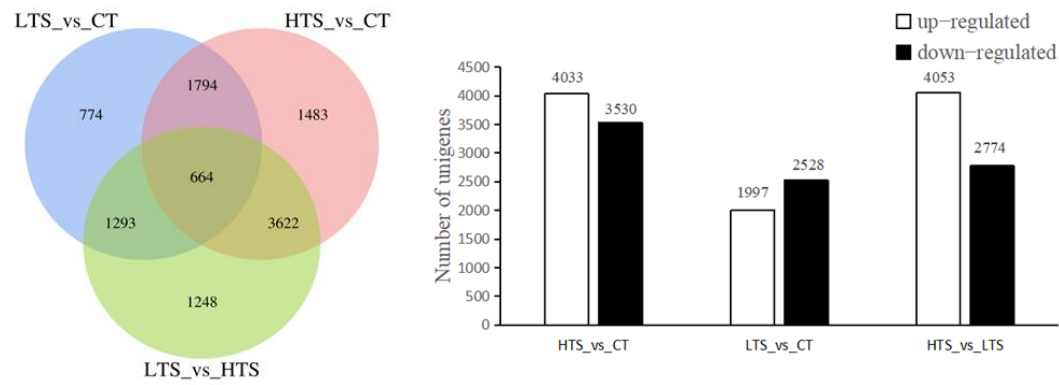 LTS_vs_CT
HTS_vs_CT
1794
774
1483
664
1293
3622
1248
LTS_vs_HTS
up−regulated
down−regulated
Number of unigenes
4500
4000
3500
3000
2500
2000
1500
1000
500
0
4033
3530
1997
2528
4053
2774
HTS_vs_CT
LTS_vs_CT
HTS_vs_LTS